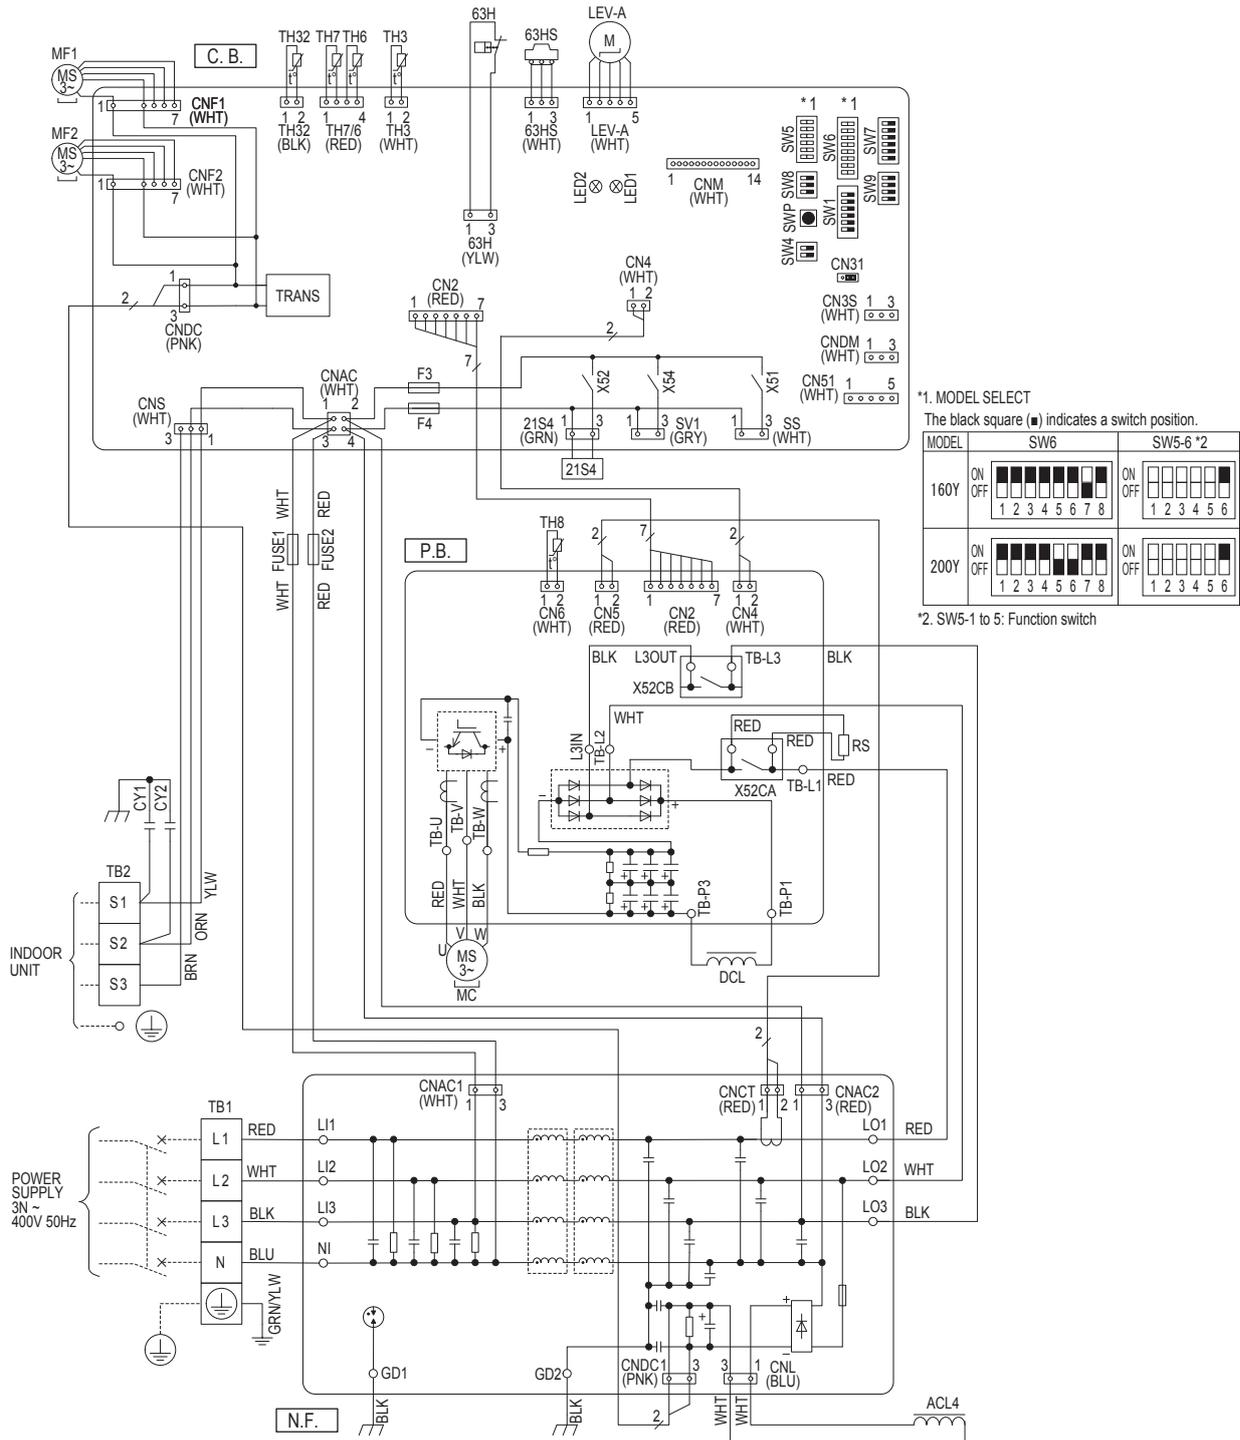 C. B.
MF1
MS
3~
1
7
CNF1
(WHT)
MF2
MS
3~
1
7
CNF2
(WHT)
TH32
t°
1 2
TH32
(BLK)
TH7 TH6
t°
t°
1 4
TH7/6
(RED)
TH3
t°
1 2
TH3
(WHT)
63H
1 3
63H
(YLW)
63HS
1 3
63HS
(WHT)
LEV-A
M
1 5
LEV-A
(WHT)
LED2
LED1
1 14
CNM
(WHT)
*1
*1
SW5
SW6
SW7
SW8
SW9
SWP
SW1
SW4
CN31
CN3S
(WHT)
1 3
CNDM
(WHT)
1 3
CN51
(WHT)
1 5
2
1
3
CNDC
(PNK)
TRANS
CN2
(RED)
1 7
7
CN4
(WHT)
1 2
2
CNAC
(WHT)
1 2
3 4
F3
F4
CNS
(WHT)
3 1
X52
X54
X51
1 3
21S4
(GRN)
1 3
SV1
(GRY)
1 3
SS
(WHT)
21S4
*1. MODEL SELECT
The black square (■) indicates a switch position.
MODEL SW6 SW5-6 *2
160Y
ON
OFF
1 2 3 4 5 6 7 8
ON
OFF
1 2 3 4 5 6
200Y
ON
OFF
1 2 3 4 5 6 7 8
ON
OFF
1 2 3 4 5 6
*2. SW5-1 to 5: Function switch
WHT
RED
FUSE1
FUSE2
WHT
RED
P.B.
TH8
t°
1 2
CN6
(WHT)
2
1 2
CN5
(RED)
7
1 7
CN2
(RED)
2
1 2
CN4
(WHT)
BLK
L3OUT
TB-L3
BLK
X52CB
WHT
L3IN
TB-L2
RED
RED
RS
X52CA
TB-L1
RED
−
+
−
+
TB-U
TB-V
TB-W
RED
WHT
BLK
U
V
W
MS
3~
MC
+
+
+
+
+
+
TB-P3
TB-P1
DCL
CY1
CY2
TB2
S1
S2
S3
INDOOR
UNIT
YLW
ORN
BRN
2
CNAC1
(WHT)
1 3
CNCT
(RED)
1 2
1 3
CNAC2
(RED)
TB1
L1
RED
LI1
LO1
RED
L2
WHT
LI2
LO2
WHT
L3
BLK
LI3
LO3
BLK
N
BLU
NI
POWER
SUPPLY
3N ~
400V 50Hz
GRN/YLW
GD1
BLK
GD2
BLK
+
+
−
CNDC1
(PNK)
1 3
3 1
CNL
(BLU)
2
WHT
WHT
ACL4
N.F.